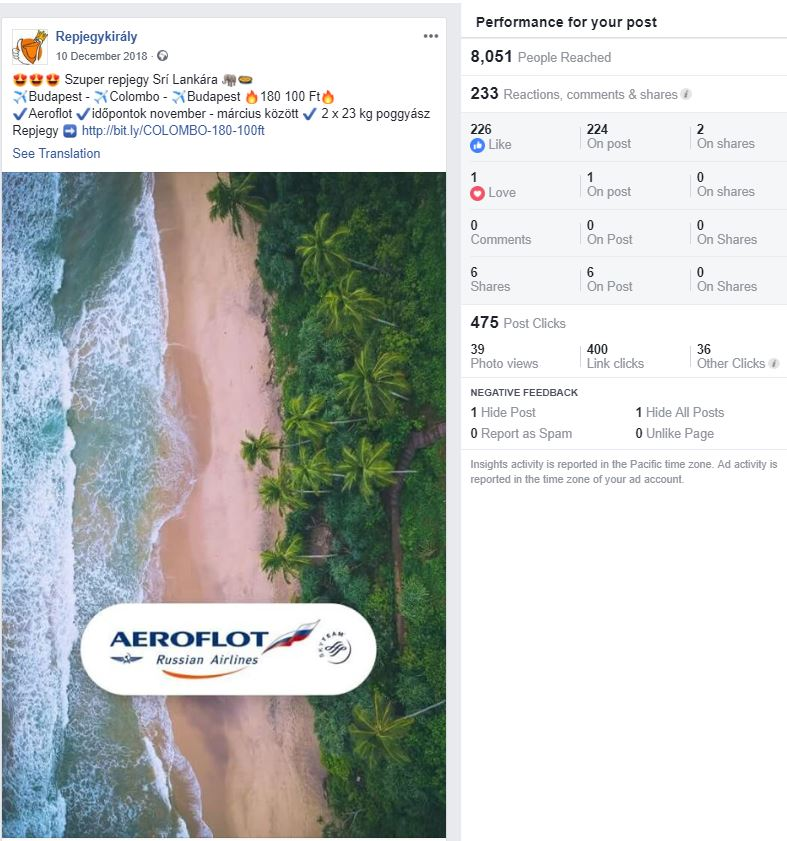 Repjegykirály
10 December 2018 ·
😍😍😍 Szuper repjegy Srí Lankára 🐘🍛
✈Budapest - ✈Colombo - ✈Budapest 🔥180 100 Ft🔥
✔Aeroflot ✔időpontok november - március között ✔ 2 x 23 kg poggyász
Repjegy ➡ http://bit.ly/COLOMBO-180-100ft
See Translation
AEROFLOT
Russian Airlines
SKYTEAM
Performance for your post
8,051 People Reached
233 Reactions, comments & shares
226 224 2
Like On post On shares
1 1 0
Love On post On shares
0 0 0
Comments On Post On Shares
6 6 0
Shares On Post On Shares
475 Post Clicks
39 400 36
Photo views Link clicks Other Clicks
NEGATIVE FEEDBACK
1 Hide Post 1 Hide All Posts
0 Report as Spam 0 Unlike Page
Insights activity is reported in the Pacific time zone. Ad activity is
reported in the time zone of your ad account.